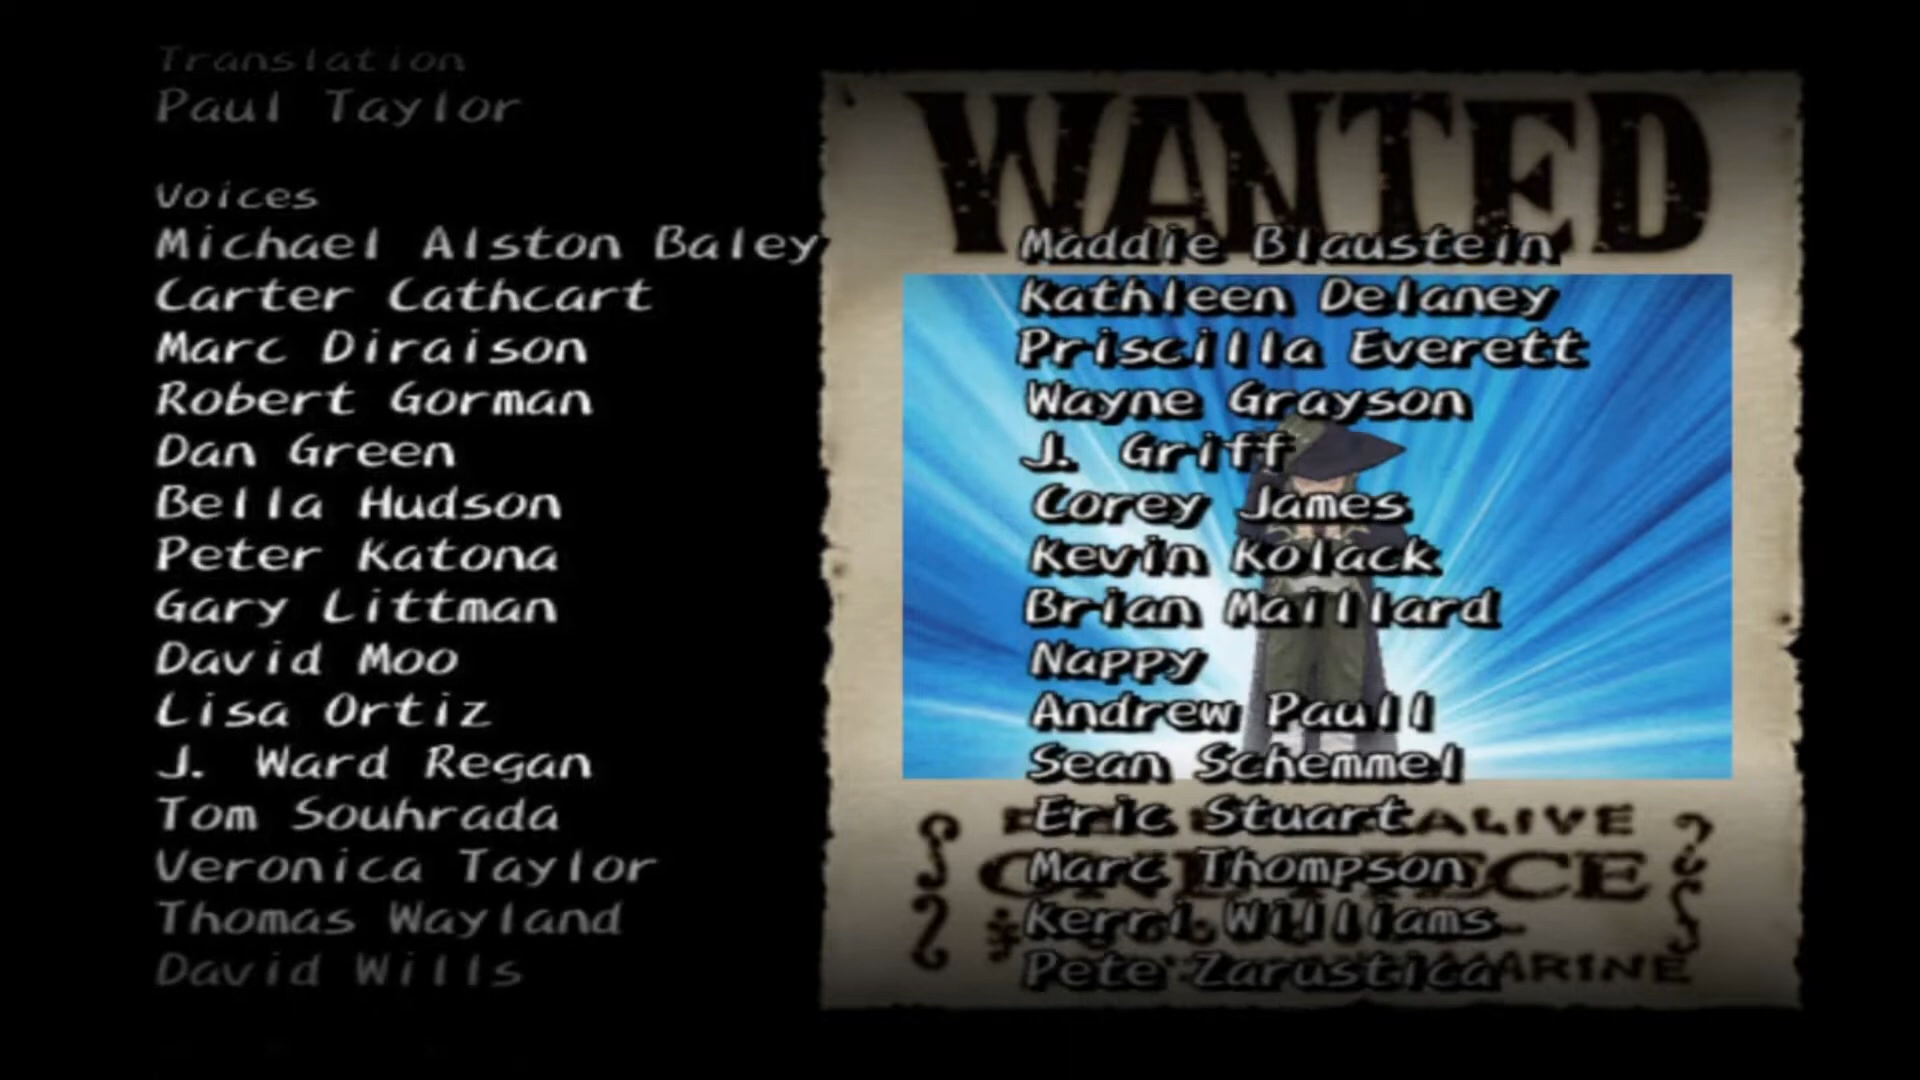 Translation
Paul Taylor
Voices
Michael Alston Baley
Carter Cathcart
Marc Diraison
Robert Gorman
Dan Green
Bella Hudson
Peter Katona
Gary Littman
David Moo
Lisa Ortiz
J. Ward Regan
Tom Souhrada
Veronica Taylor
Thomas Wayland
David Wills
WANTED
Maddie Blaustein
Kathleen Delaney
Priscilla Everett
Wayne Grayson
J. Griff
Corey James
Kevin Kolack
Brian Maillard
Nappy
Andrew Paull
Sean Schemmel
Eric Stuart
ALIVE
Marc Thompson
Kerri Williams
Pete Zarustica